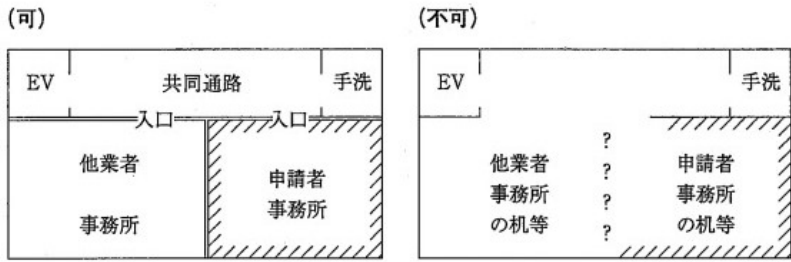 (可)
EV
共同通路
手洗
入口
入口
他業者
事務所
申請者
事務所
(不可)
EV
手洗
他業者
事務所
の机等
?
?
?
?
申請者
事務所
の机等